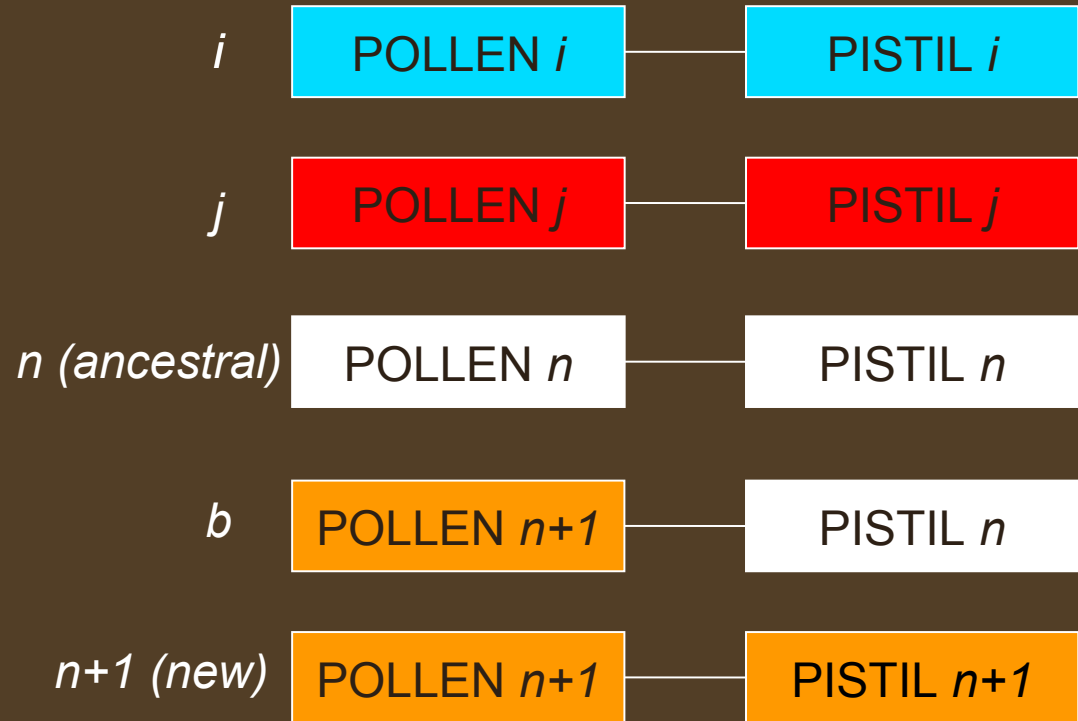 i POLLEN i PISTIL i
j POLLEN j PISTIL j
n (ancestral) POLLEN n PISTIL n
b POLLEN n+1 PISTIL n
n+1 (new) POLLEN n+1 PISTIL n+1